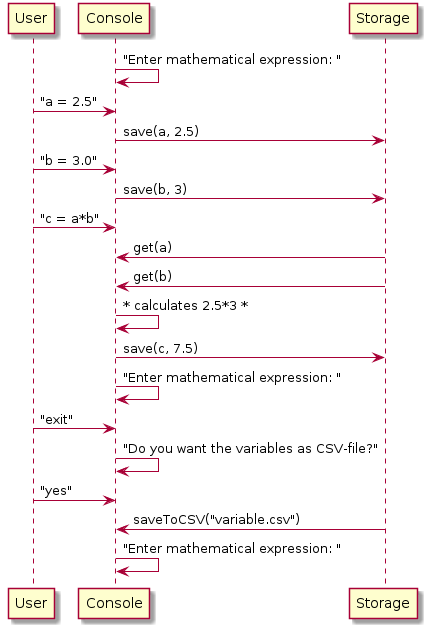 User Console Storage
"Enter mathematical expression: "
"a = 2.5"
save(a, 2.5)
"b = 3.0"
save(b, 3)
"c = a*b"
get(a)
get(b)
* calculates 2.5*3 *
save(c, 7.5)
"Enter mathematical expression: "
"exit"
"Do you want the variables as CSV-file?"
"yes"
saveToCSV("variable.csv")
"Enter mathematical expression: "
User Console Storage